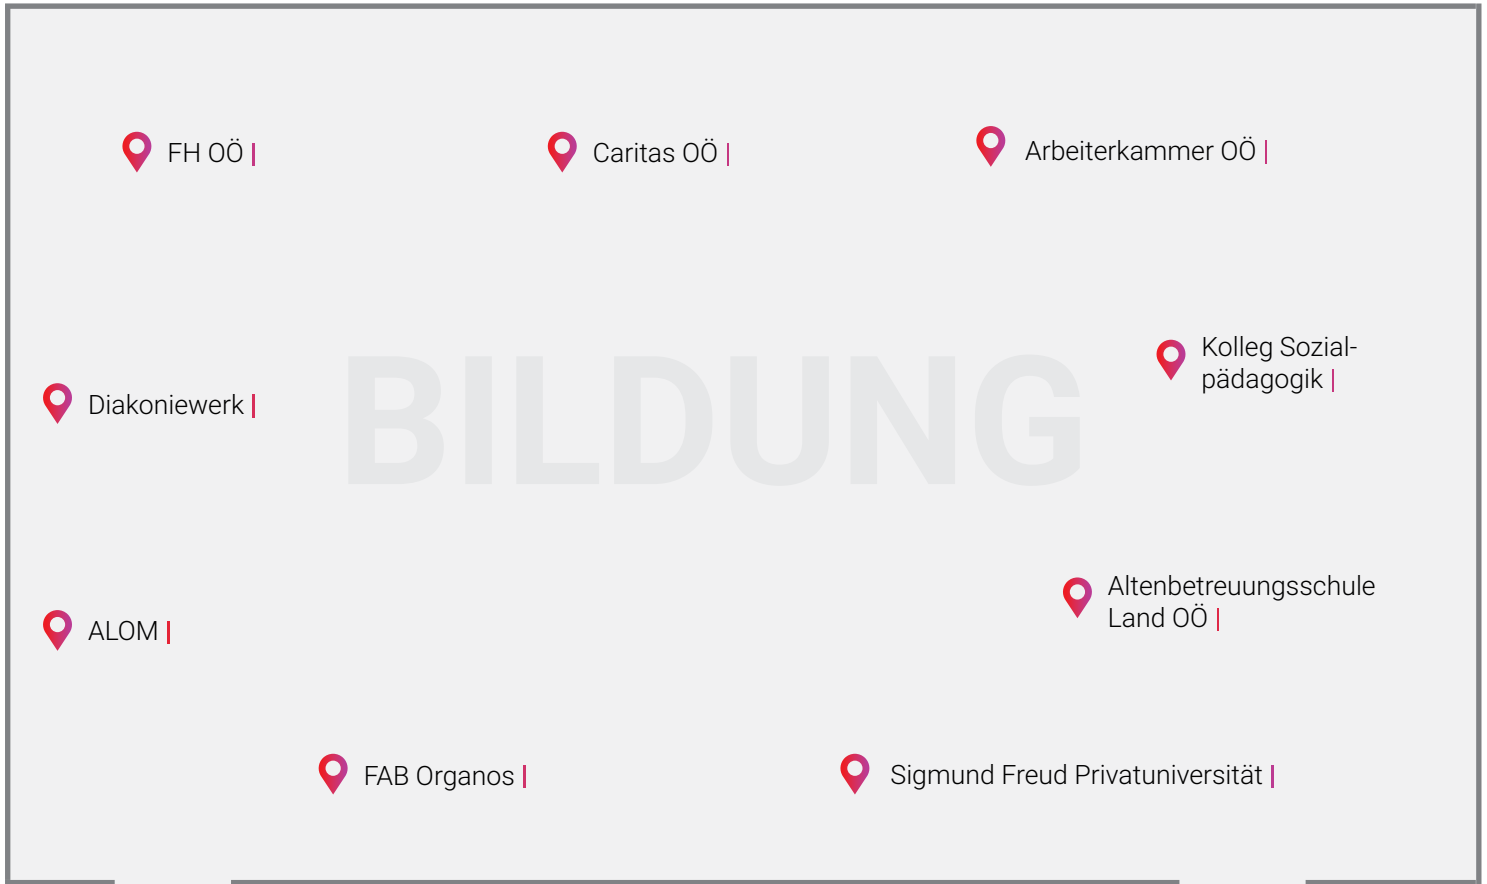 FH OÖ |
Caritas OÖ |
Arbeiterkammer OÖ |
Kolleg Sozial-
pädagogik |
BILDUNG
Diakoniewerk |
Altenbetreuungsschule
Land OÖ |
ALOM |
FAB Organos |
Sigmund Freud Privatuniversität |